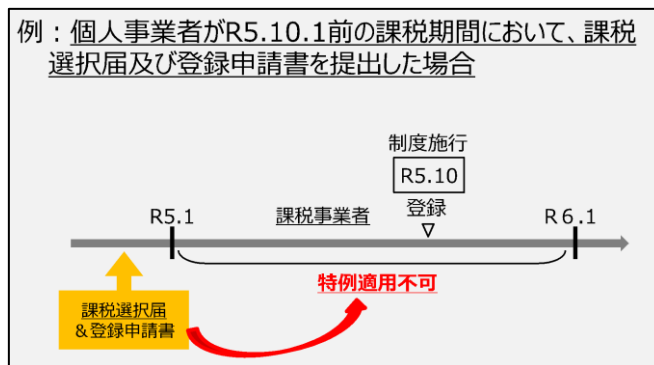 例：個人事業者がR5.10.1前の課税期間において、課税
選択届及び登録申請書を提出した場合
制度施行
R5.10
登録
▽
R5.1
課税事業者
R６.1
特例適用不可
課税選択届
＆登録申請書